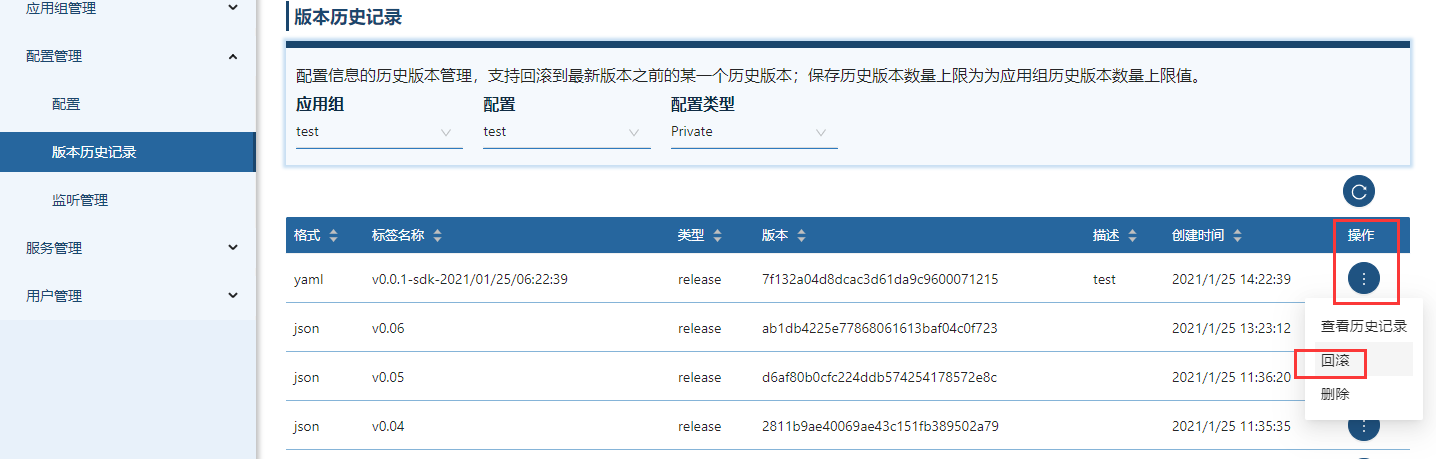 应用组管理
配置管理
配置
版本历史记录
监听管理
服务管理
用户管理
版本历史记录
配置信息的历史版本管理，支持回滚到最新版本之前的某一个历史版本；保存历史版本数量上限为为应用组历史版本数量上限值。
应用组 配置 配置类型
test test Private
格式 标签名称 类型 版本 描述 创建时间 操作
yaml v0.0.1-sdk-2021/01/25/06:22:39 release 7f132a04d8dcac3d61da9c9600071215 test 2021/1/25 14:22:39
json v0.06 release ab1db4225e77868061613baf04c0f723 2021/1/25 13:23:12
json v0.05 release d6af80b0cfc224ddb574254178572e8c 2021/1/25 11:36:20
json v0.04 release 2811b9ae40069ae43c151fb389502a79 2021/1/25 11:35:35
查看历史记录
回滚
删除